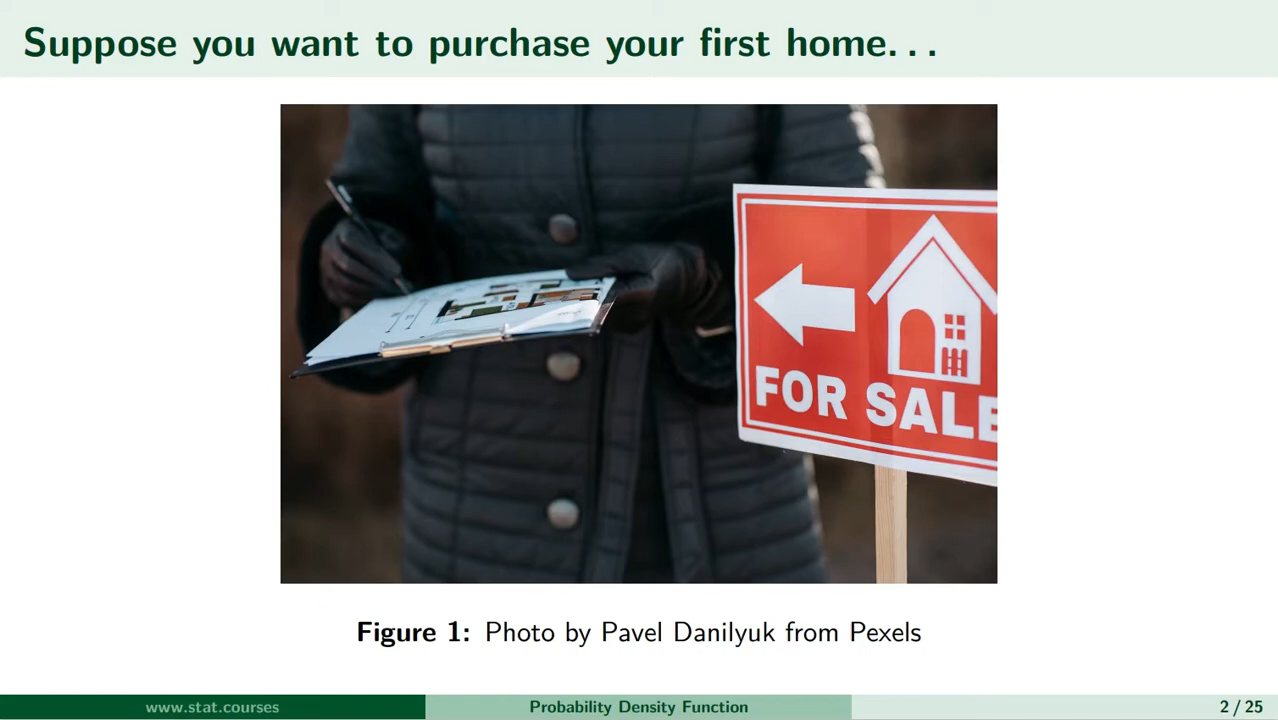 Suppose you want to purchase your first home. . .
FOR SALE
Figure 1: Photo by Pavel Danilyuk from Pexels
www.stat.courses
Probability Density Function
2 / 25